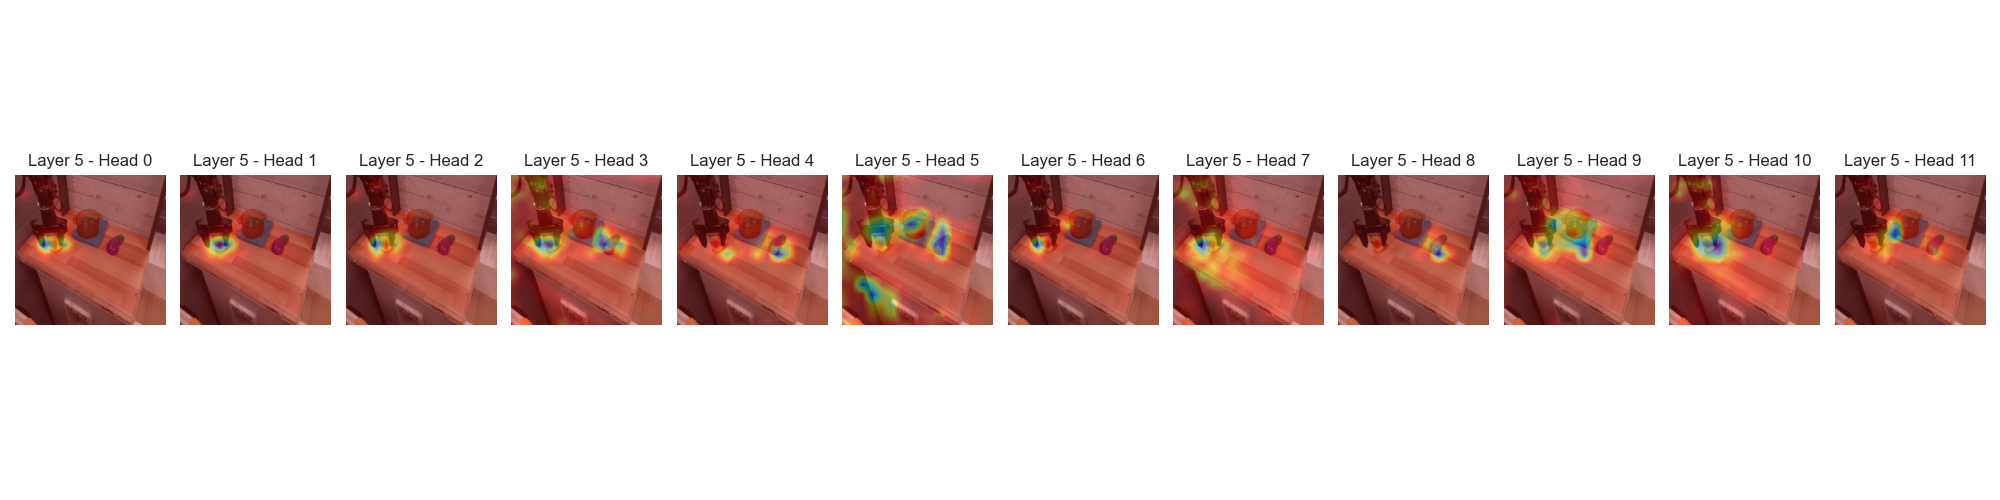 Layer 5 - Head 0
Layer 5 - Head 1
Layer 5 - Head 2
Layer 5 - Head 3
Layer 5 - Head 4
Layer 5 - Head 5
Layer 5 - Head 6
Layer 5 - Head 7
Layer 5 - Head 8
Layer 5 - Head 9
Layer 5 - Head 10
Layer 5 - Head 11